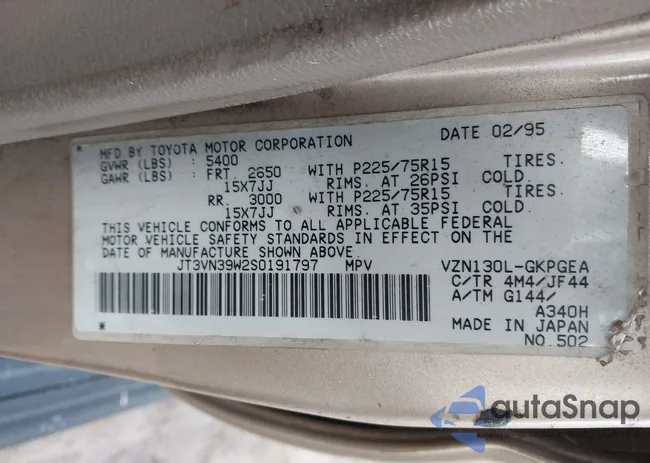 MFD BY TOYOTA MOTOR CORPORATION DATE 02/95
GVWR (LBS) : 5400
GAWR (LBS) : FRT. 2650 WITH P225/75R15 TIRES.
15X7JJ RIMS. AT 26PSI COLD.
RR. 3000 WITH P225/75R15 TIRES.
15X7JJ RIMS. AT 35PSI COLD.
THIS VEHICLE CONFORMS TO ALL APPLICABLE FEDERAL
MOTOR VEHICLE SAFETY STANDARDS IN EFFECT ON THE
DATE OF MANUFACTURE SHOWN ABOVE.
JT3VN39W2S0191797 MPV VZN130L-GKPGEA
C/TR 4M4/JF44
A/TM G144/
A340H
MADE IN JAPAN
NO.502
autaSnap